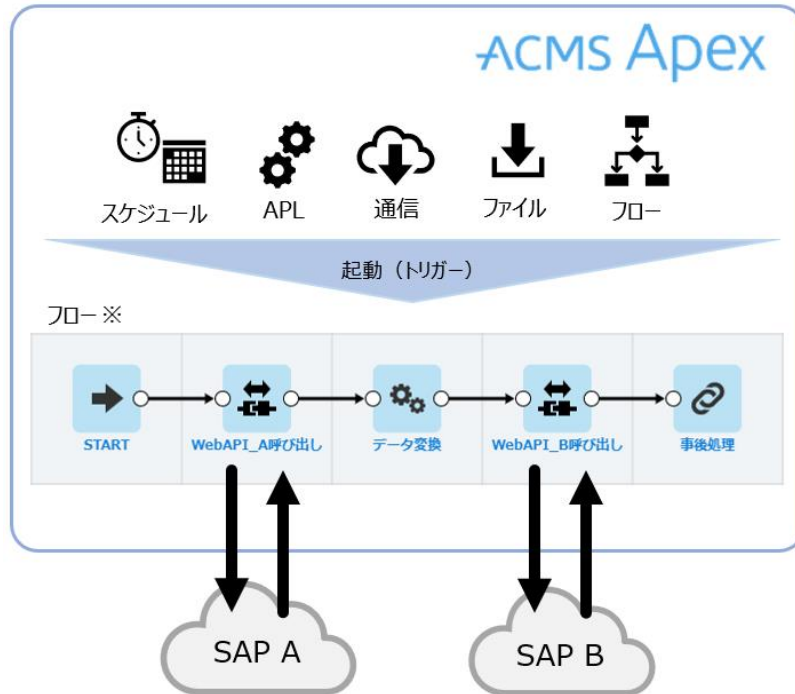 ACMS Apex
スケジュール
APL
通信
ファイル
フロー
起動（トリガー）
フロー※
START
WebAPI_A呼び出し
データ変換
WebAPI_B呼び出し
事後処理
SAP A
SAP B